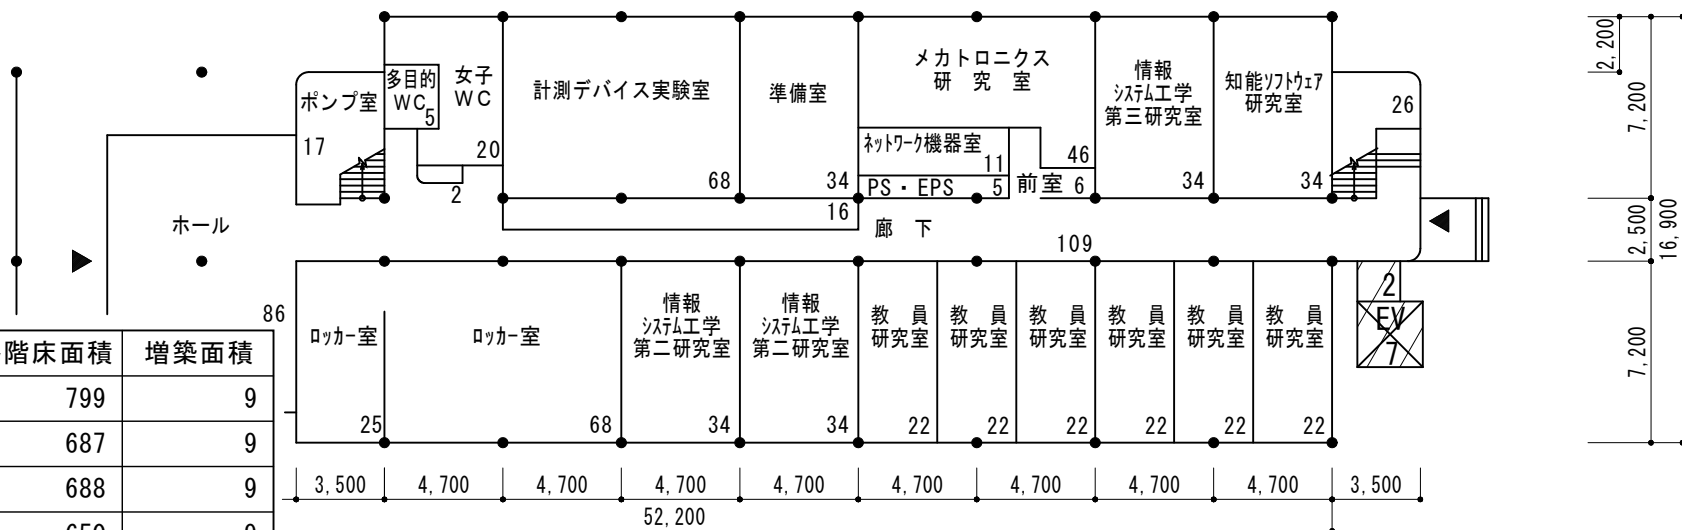 メカトロニクス
研 究 室
多目的
WC
5
女子
WC
計測デバイス実験室
準備室
情報
システム工学
第三研究室
知能ソフトウェア
研究室
2,200
7,200
ポンプ室
17
26
ネットワーク機器室
11
46
20
2
68
34
PS・EPS
5
前室
6
34
34
16
ホール
廊 下
109
2,500
16,900
86
2
EV
7
ロッカー室
ロッカー室
情報
システム工学
第二研究室
情報
システム工学
第二研究室
教 員
研究室
教 員
研究室
教 員
研究室
教 員
研究室
教 員
研究室
教 員
研究室
7,200
25
68
34
34
22
22
22
22
22
22
階床面積 増築面積
799 9
687 9
688 9
3,500 4,700 4,700 4,700 4,700 4,700 4,700 4,700 4,700 3,500
52,200